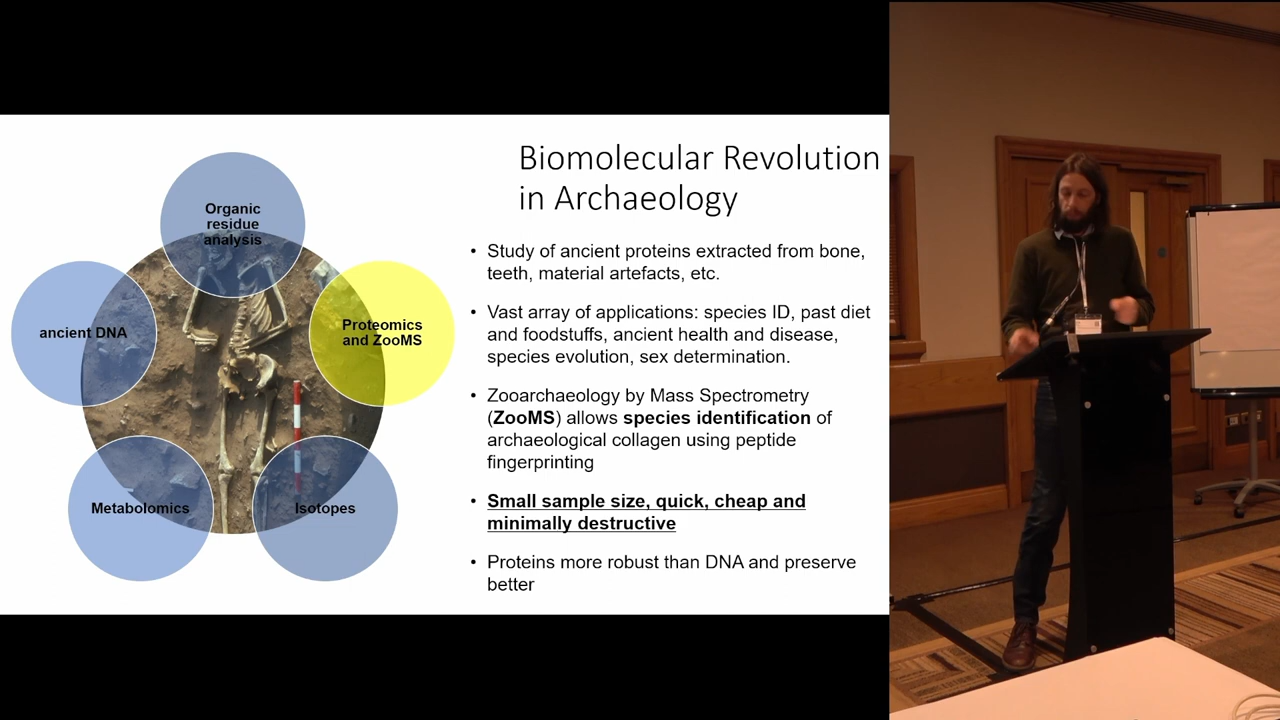 Biomolecular Revolution
in Archaeology
Organic
residue
analysis
ancient DNA
Proteomics
and ZooMS
Metabolomics
Isotopes
• Study of ancient proteins extracted from bone,
teeth, material artefacts, etc.
• Vast array of applications: species ID, past diet
and foodstuffs, ancient health and disease,
species evolution, sex determination.
• Zooarchaeology by Mass Spectrometry
(ZooMS) allows species identification of
archaeological collagen using peptide
fingerprinting
• Small sample size, quick, cheap and
minimally destructive
• Proteins more robust than DNA and preserve
better